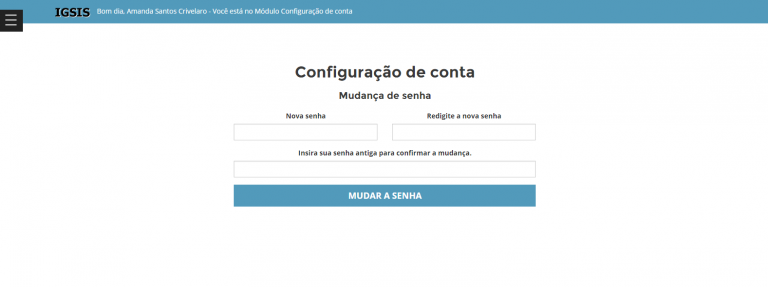 IGSIS Bom dia, Amanda Santos Crivelaro - Você está no Módulo Configuração de conta
Configuração de conta
Mudança de senha
Nova senha Redigite a nova senha
Insira sua senha antiga para confirmar a mudança.
MUDAR A SENHA